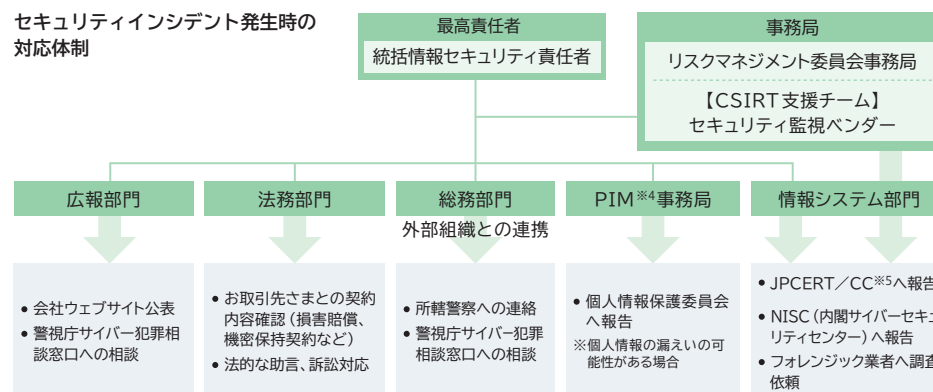 セキュリティインシデント発生時の
対応体制
最高責任者
統括情報セキュリティ責任者
事務局
リスクマネジメント委員会事務局
【CSIRT支援チーム】
セキュリティ監視ベンダー
広報部門
法務部門
総務部門
PIM※4事務局
情報システム部門
外部組織との連携
• 会社ウェブサイト公表
• 警視庁サイバー犯罪相
談窓口への相談
• お取引先さまとの契約
内容確認（損害賠償、
機密保持契約など）
• 法的な助言、訴訟対応
• 所轄警察への連絡
• 警視庁サイバー犯罪
相談窓口への相談
• 個人情報保護委員会
へ報告
※個人情報の漏えいの可
能性がある場合
• JPCERT／CC※5へ報告
• NISC（内閣サイバーセキュ
リティセンター）へ報告
• フォレンジック業者へ調査
依頼